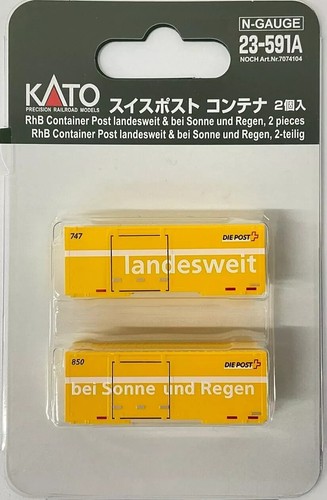 N-GAUGE
23-591A
NOCH Art.Nr.7074104
KATO
PRECISION RAILROAD MODELS
スイスポスト コンテナ 2個入
RhB Container Post landesweit & bei Sonne und Regen, 2 pieces
RhB Container Post landesweit & bei Sonne und Regen, 2-teilig
747
DIE POST
landesweit
850
DIE POST
bei Sonne und Regen